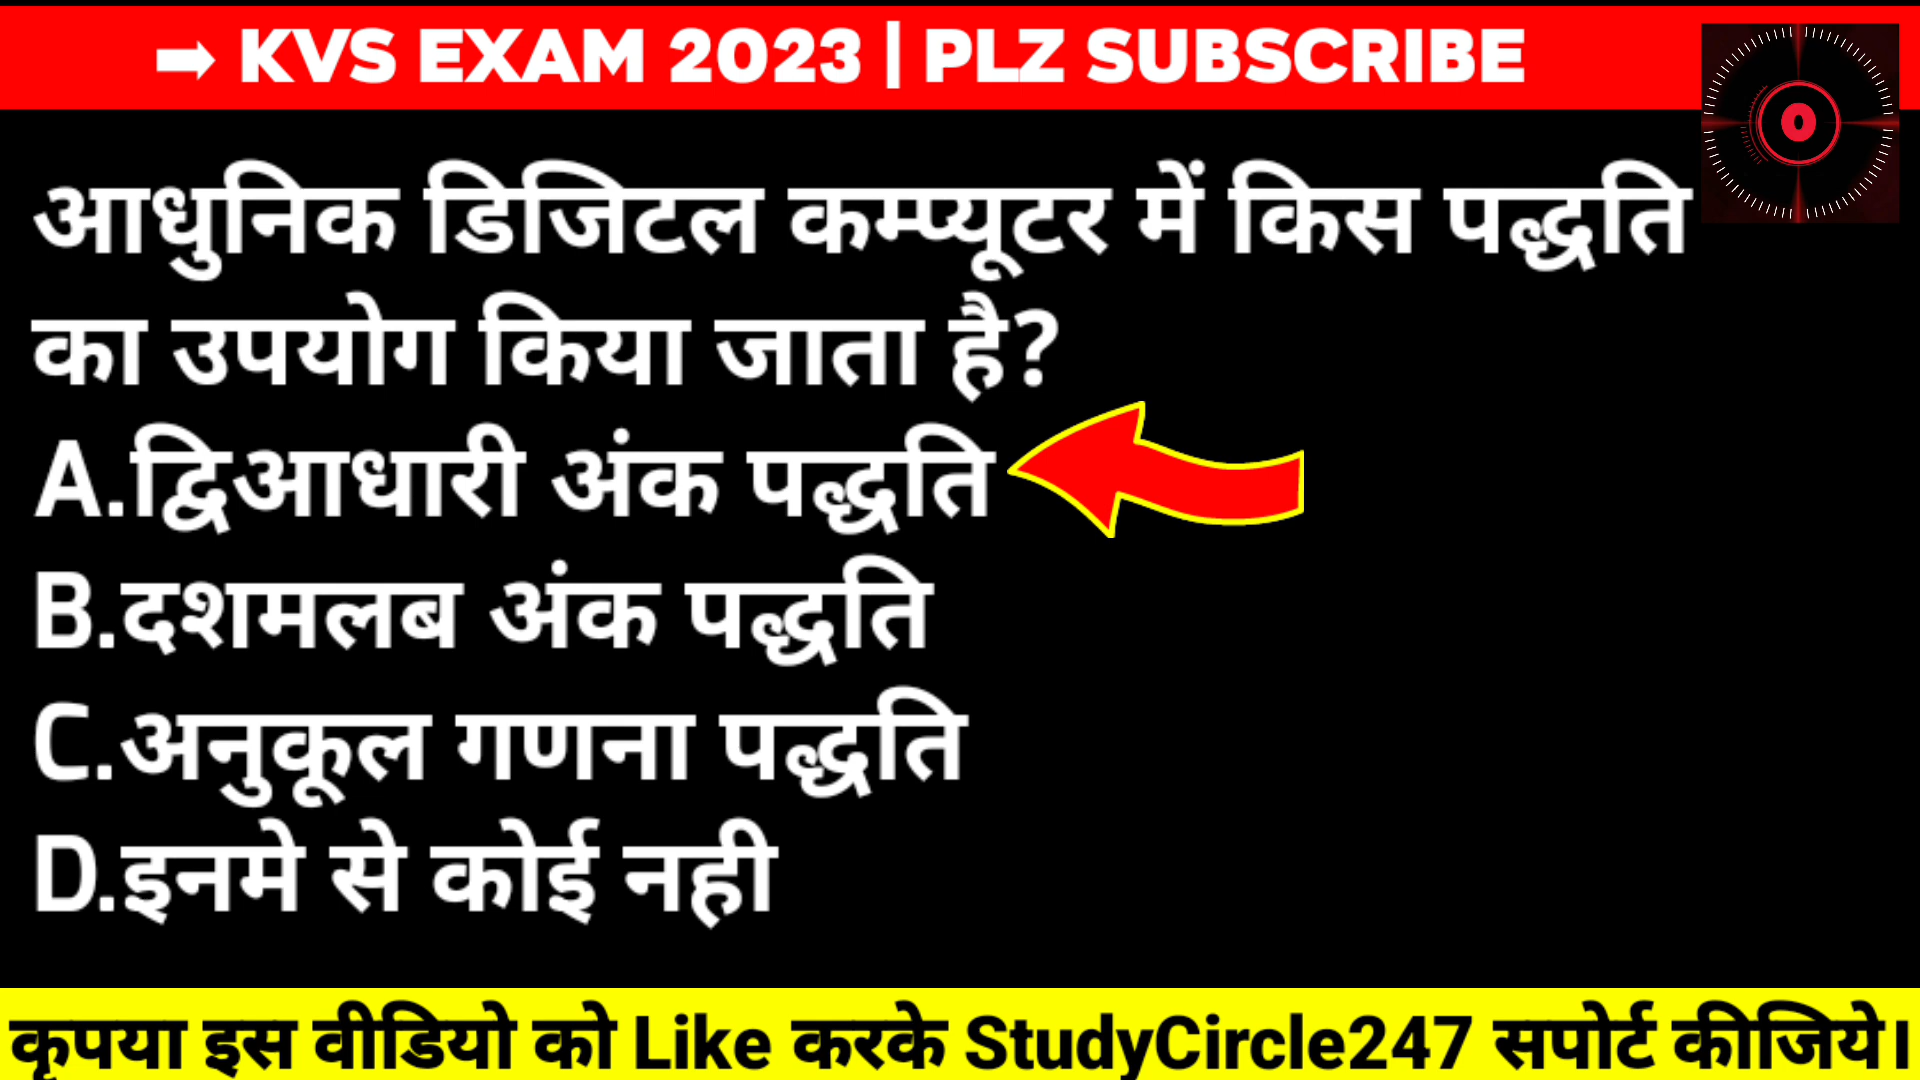 ➡ KVS EXAM 2023 | PLZ SUBSCRIBE
0
आधुनिक डिजिटल कम्प्यूटर में किस पद्धति
का उपयोग किया जाता है?
A.द्विआधारी अंक पद्धति
B.दशमलब अंक पद्धति
C.अनुकूल गणना पद्धति
D.इनमे से कोई नही
कृपया इस वीडियो को Like करके StudyCircle247 सपोर्ट कीजिये।